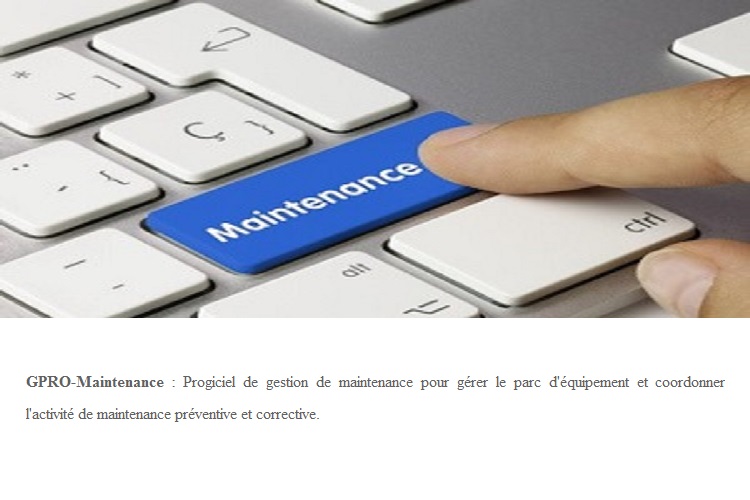 * + ]
Ç }
¨ - {
Maintenance
ctrl
alt
— -
GPRO-Maintenance : Progiciel de gestion de maintenance pour gérer le parc d'équipement et coordonner
l'activité de maintenance préventive et corrective.